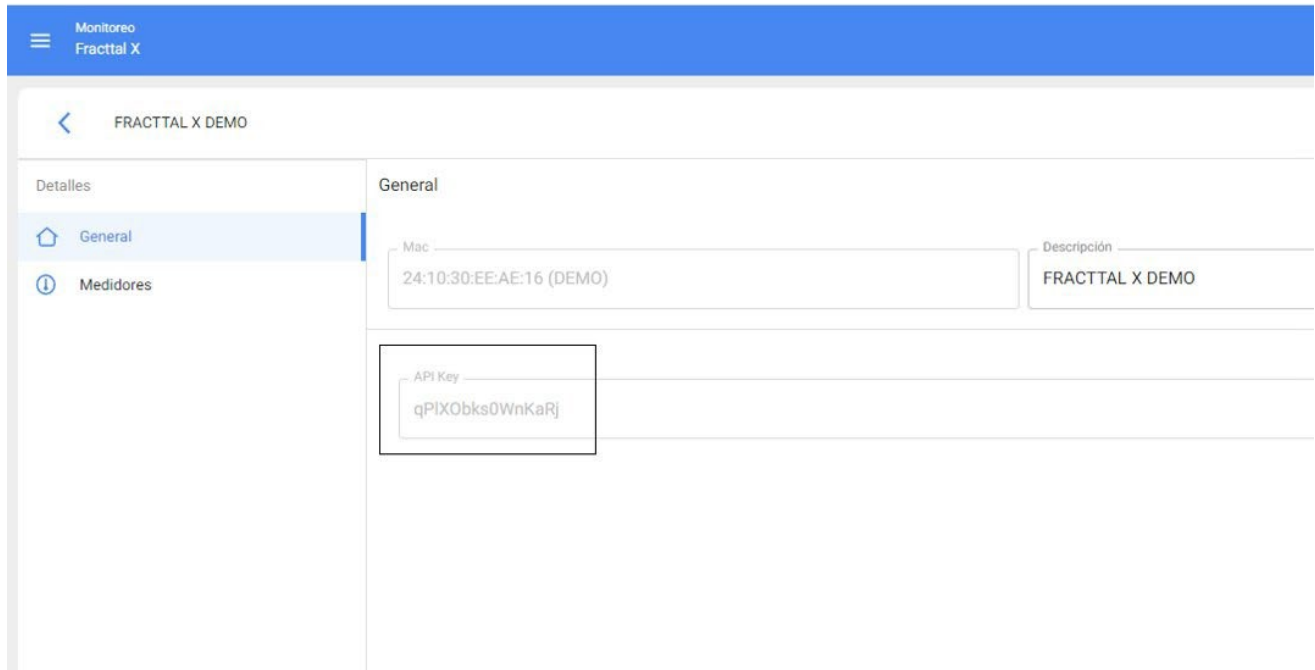 Monitoreo
Fracttal X
FRACTTAL X DEMO
Detalles
General
Medidores
General
Mac
24:10:30:EE:AE:16 (DEMO)
Descripción
FRACTTAL X DEMO
API Key
qPlXObks0WnKaRj